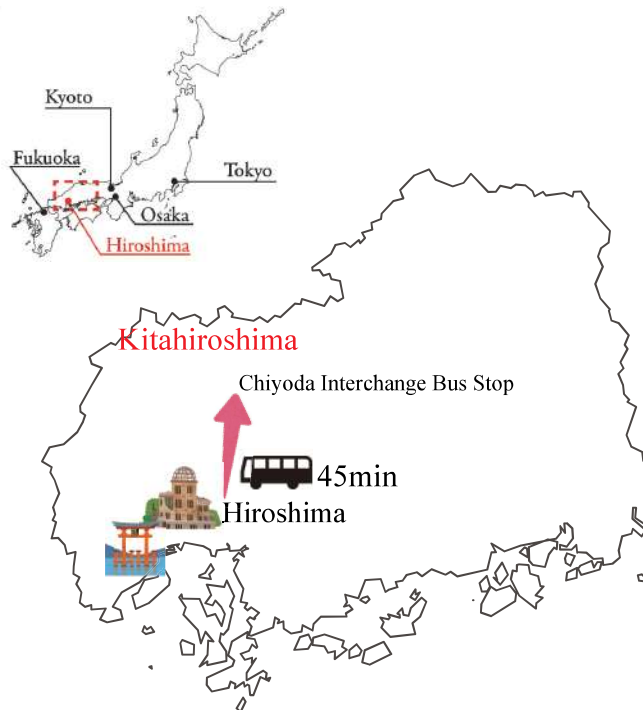 Kyoto
Fukuoka
Tokyo
Osaka
Hiroshima
Kitahiroshima
Chiyoda Interchange Bus Stop
45min
Hiroshima